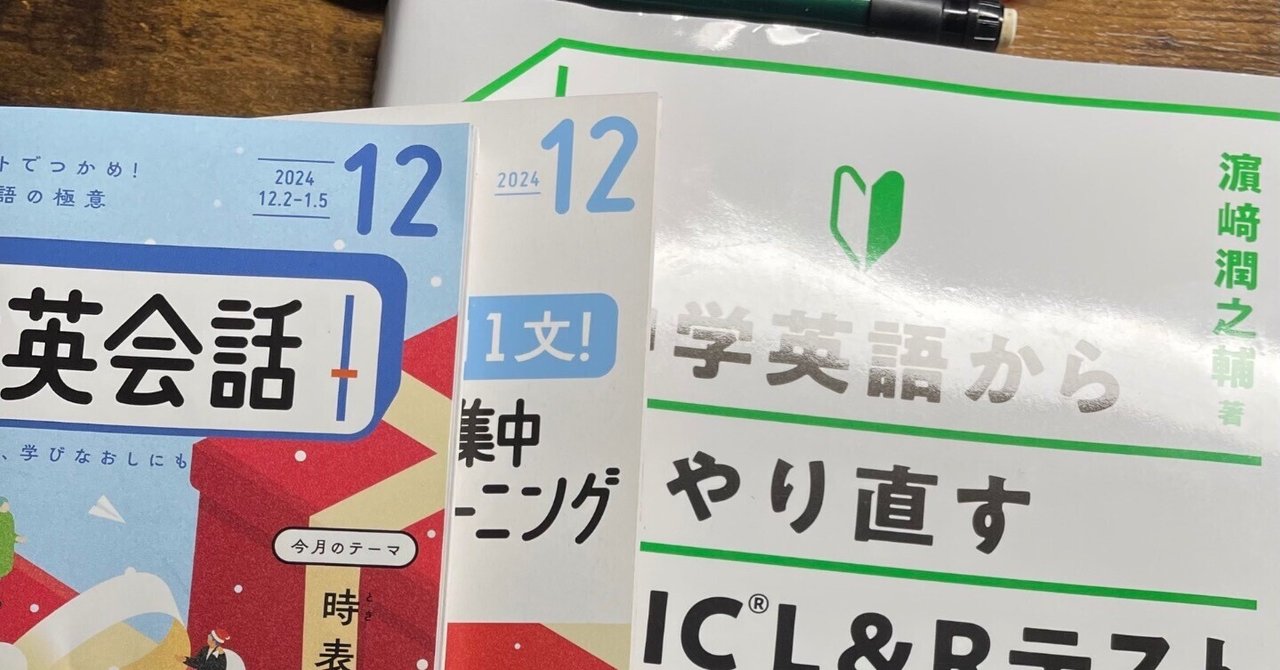 トでつかめ!
語の極意
2024
12.2-1.5
12
英会話
、学びなおしにも
今月のテーマ
とき
時
表
2024
12
1文!
集中
ーニング
濵﨑潤之輔 著
学英語から
やり直す
IC® L&Rテスト